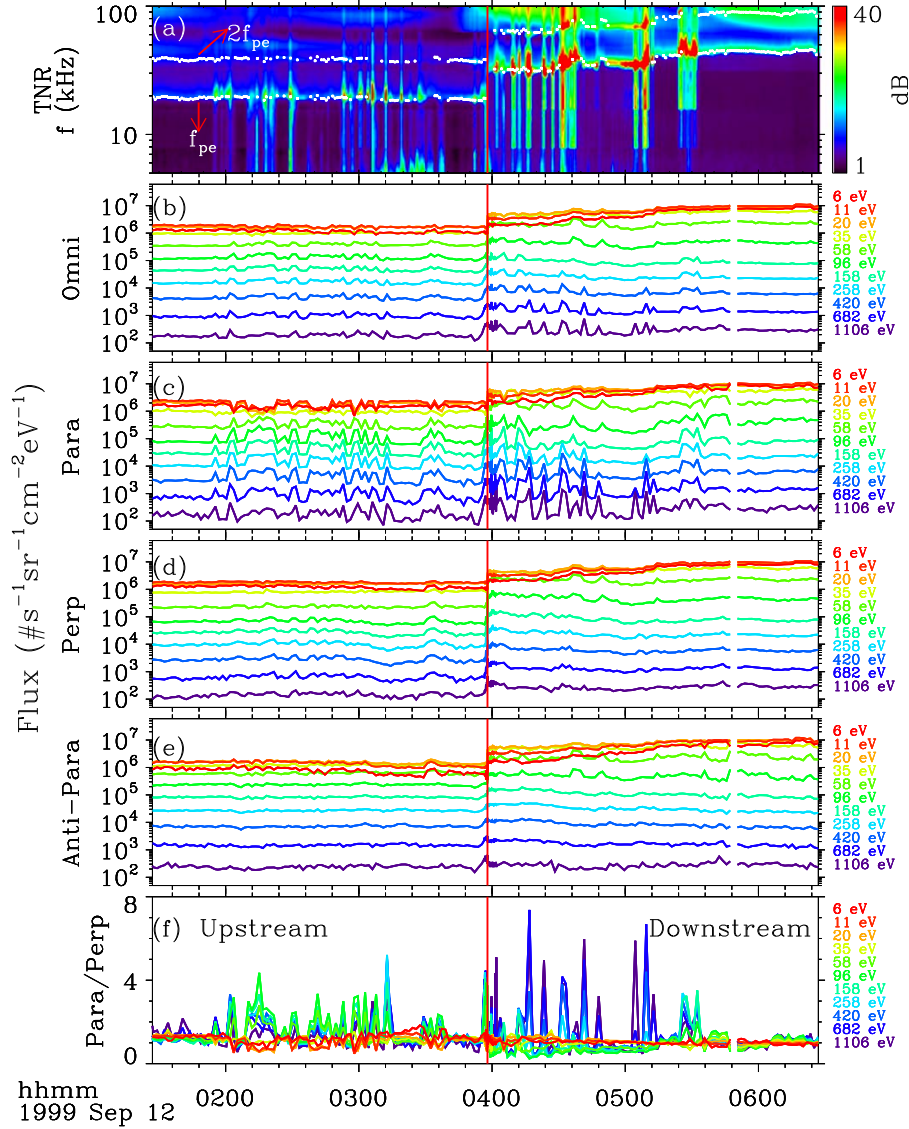 100
(a)
2f_pe
TNR
f (kHz)
10
f_pe
40
dB
1
(b)
Omni
10^7
10^6
10^5
10^4
10^3
10^2
6 eV
11 eV
20 eV
35 eV
58 eV
96 eV
158 eV
258 eV
420 eV
682 eV
1106 eV
(c)
Para
10^7
10^6
10^5
10^4
10^3
10^2
6 eV
11 eV
20 eV
35 eV
58 eV
96 eV
158 eV
258 eV
420 eV
682 eV
1106 eV
Flux (#s^−1sr^−1cm^−2eV^−1)
(d)
Perp
10^7
10^6
10^5
10^4
10^3
10^2
6 eV
11 eV
20 eV
35 eV
58 eV
96 eV
158 eV
258 eV
420 eV
682 eV
1106 eV
(e)
Anti−Para
10^7
10^6
10^5
10^4
10^3
10^2
6 eV
11 eV
20 eV
35 eV
58 eV
96 eV
158 eV
258 eV
420 eV
682 eV
1106 eV
(f) Upstream Downstream
Para/Perp
8
4
0
6 eV
11 eV
20 eV
35 eV
58 eV
96 eV
158 eV
258 eV
420 eV
682 eV
1106 eV
hhmm 0200 0300 0400 0500 0600
1999 Sep 12